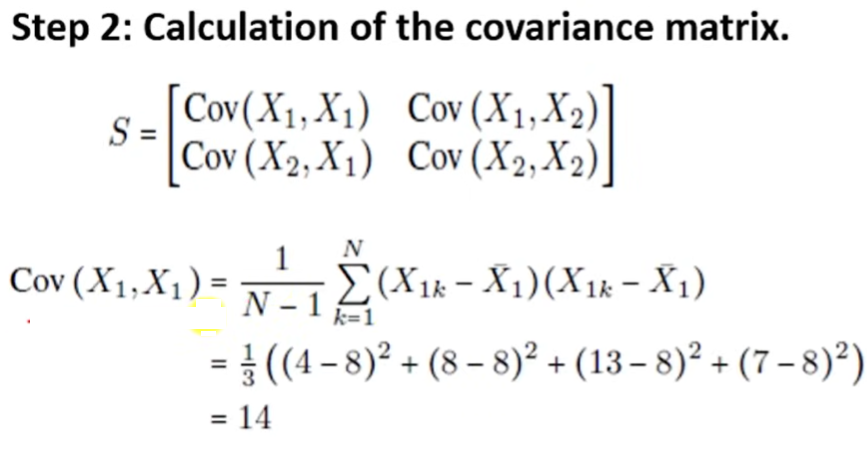 Step 2: Calculation of the covariance matrix.
S = [Cov(X₁, X₁) Cov (X₁, X₂)]
[Cov (X₂, X₁) Cov (X₂, X₂)]
Cov (X₁, X₁) = 1/(N − 1) ∑ₖ₌₁ᴺ (X₁ₖ − X̄₁)(X₁ₖ − X̄₁)
= ⅓ ((4 − 8)² + (8 − 8)² + (13 − 8)² + (7 − 8)²)
= 14